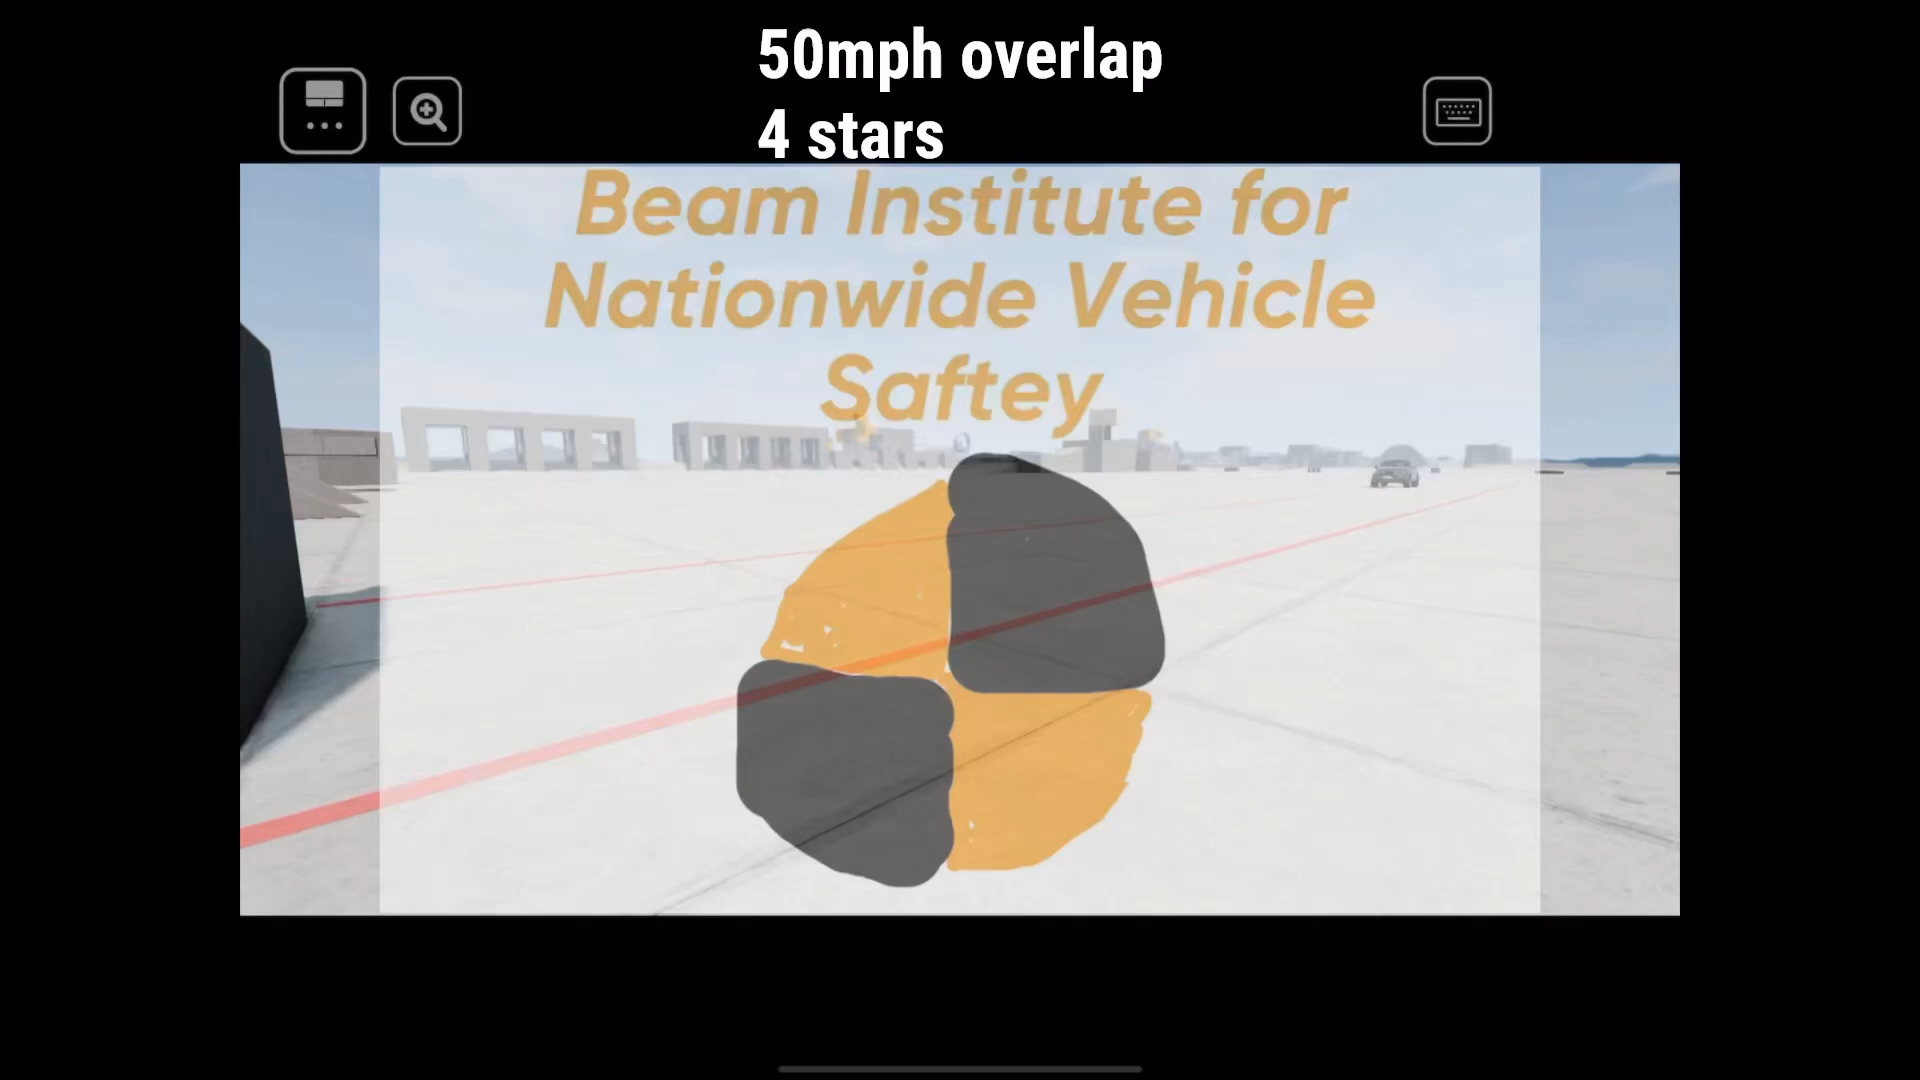 50mph overlap
4 stars
Beam Institute for
Nationwide Vehicle
Saftey